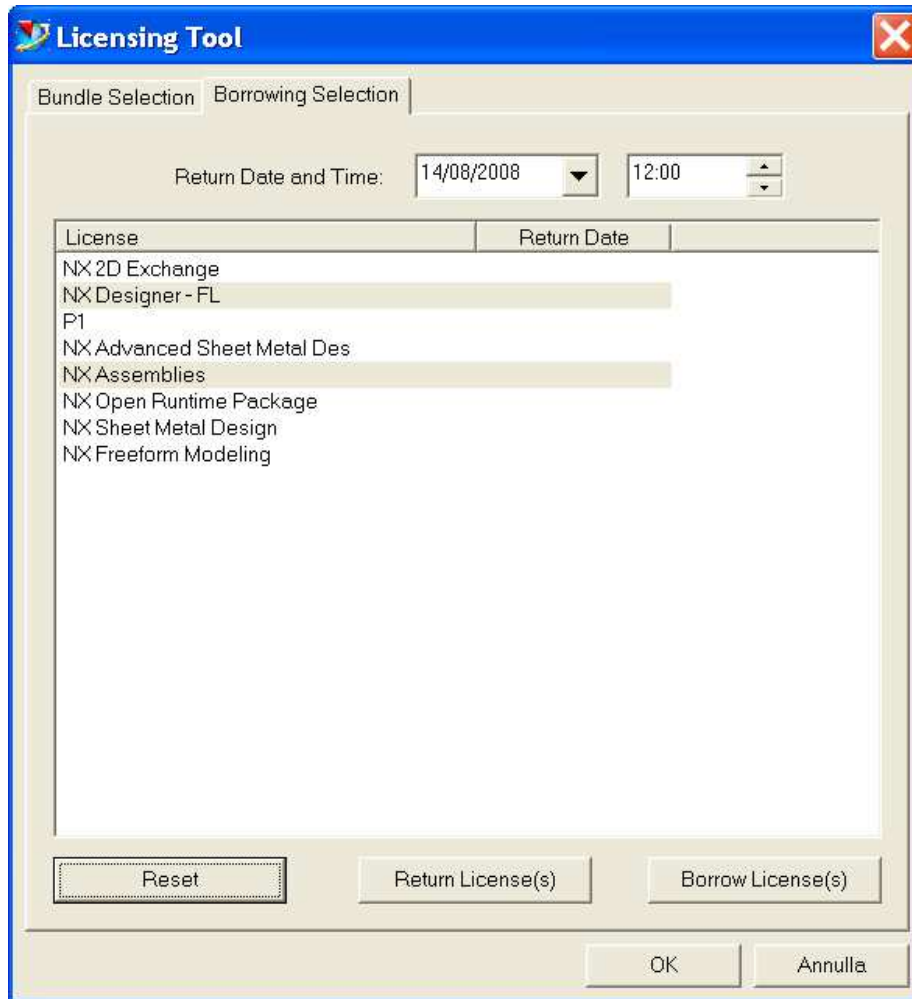 Licensing Tool
Bundle Selection Borrowing Selection
Return Date and Time: 14/08/2008 12:00
License Return Date
NX 2D Exchange
NX Designer - FL
P1
NX Advanced Sheet Metal Des
NX Assemblies
NX Open Runtime Package
NX Sheet Metal Design
NX Freeform Modeling
Reset Return License(s) Borrow License(s)
OK Annulla